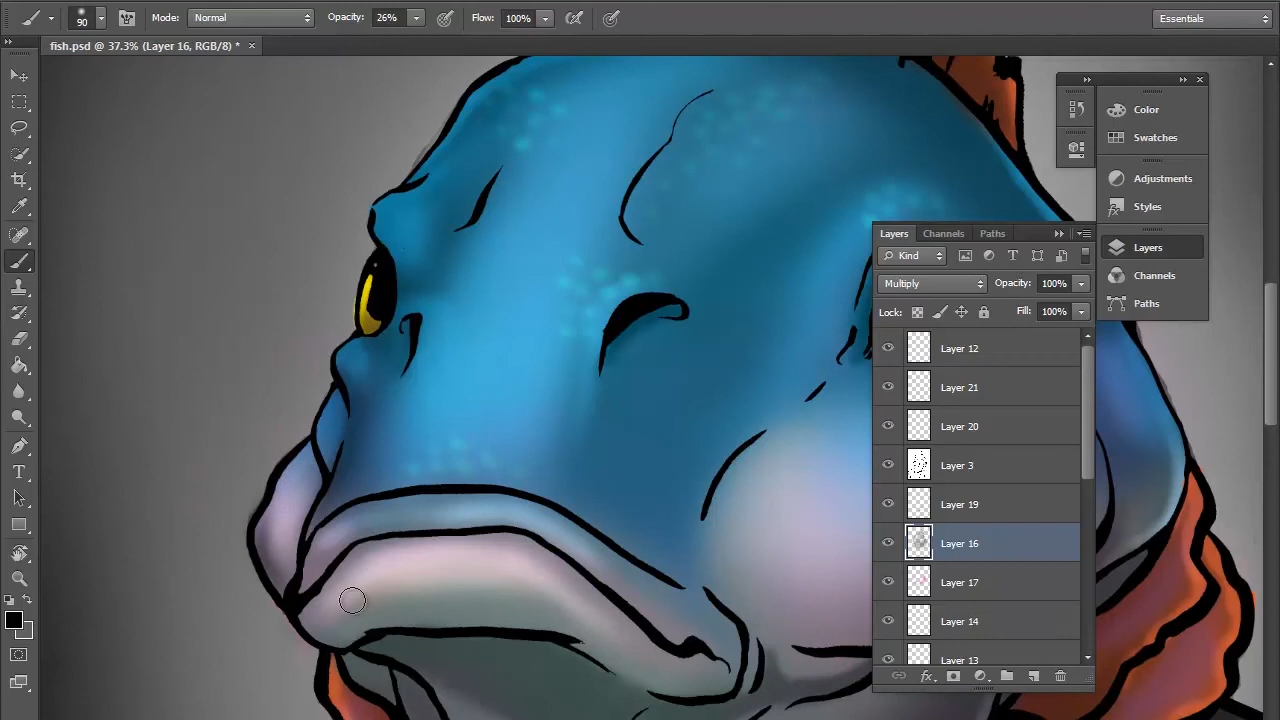 90 Mode: Normal Opacity: 26% Flow: 100% Essentials
fish.psd @ 37.3% (Layer 16, RGB/8) * ×
Color
Swatches
Adjustments
Styles
Layers
Channels
Paths
Layers Channels Paths
Kind
Multiply Opacity: 100%
Lock: Fill: 100%
Layer 12
Layer 21
Layer 20
Layer 3
Layer 19
Layer 16
Layer 17
Layer 14
Layer 13
T
fx